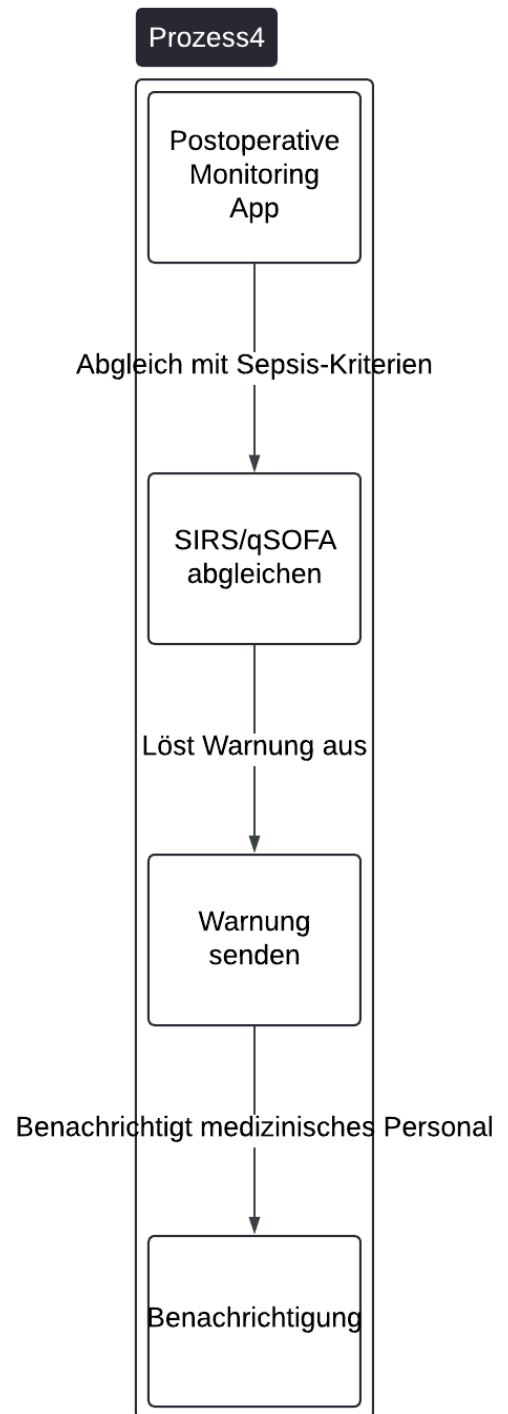 Prozess4
Postoperative
Monitoring
App
Abgleich mit Sepsis-Kriterien
SIRS/qSOFA
abgleichen
Löst Warnung aus
Warnung
senden
Benachrichtigt medizinisches Personal
Benachrichtigung